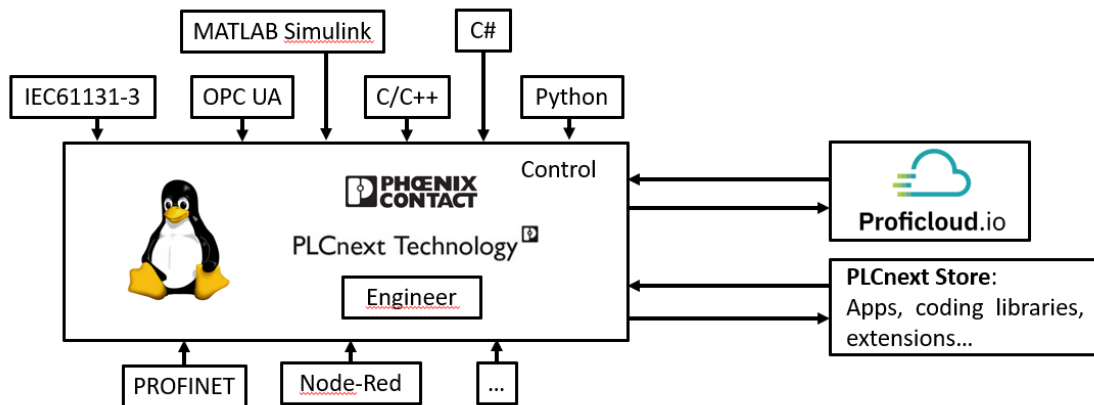 MATLAB Simulink
C#
IEC61131-3
OPC UA
C/C++
Python
Control
PHŒNIX
CONTACT
PLCnext Technology
Engineer
Proficloud.io
PLCnext Store:
Apps, coding libraries,
extensions…
PROFINET
Node-Red
…